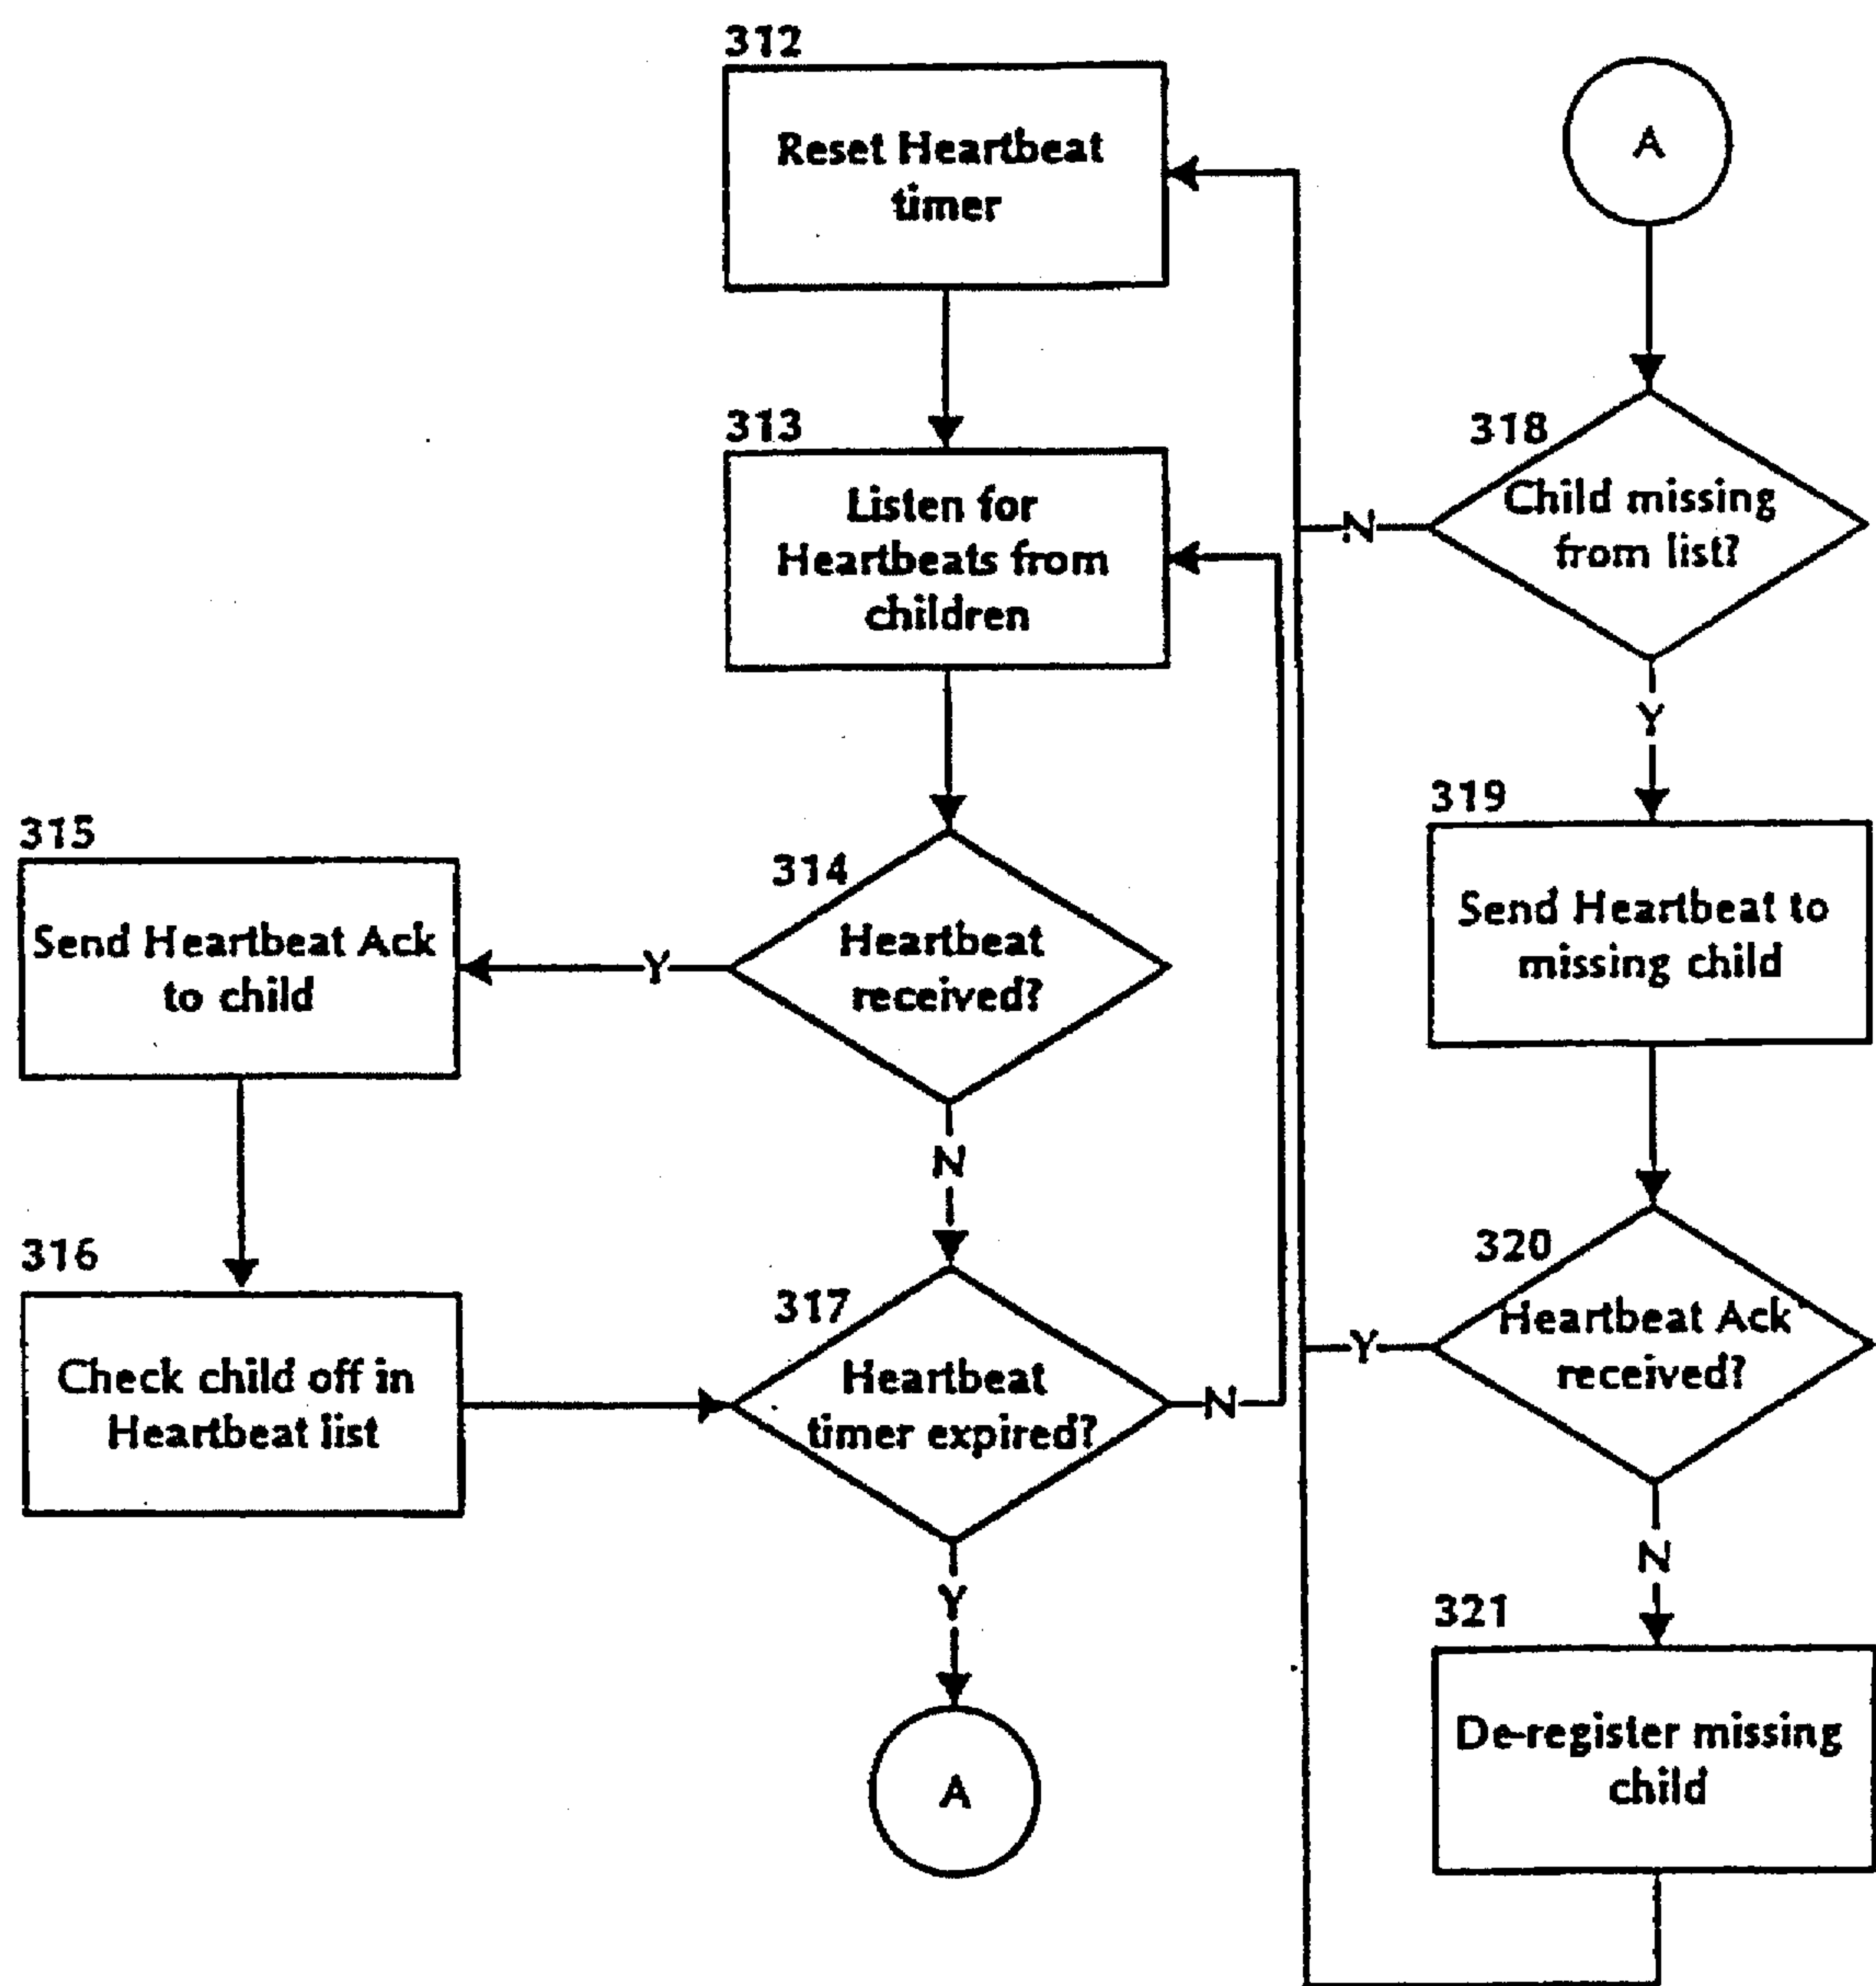 312
Reset Heartbeat
timer
313
Listen for
Heartbeats from
children
314
Heartbeat
received?
Y
N
315
Send Heartbeat Ack
to child
316
Check child off in
Heartbeat list
317
Heartbeat
timer expired?
N
Y
A
A
318
Child missing
from list?
N
Y
319
Send Heartbeat to
missing child
320
Heartbeat Ack
received?
Y
N
321
De-register missing
child